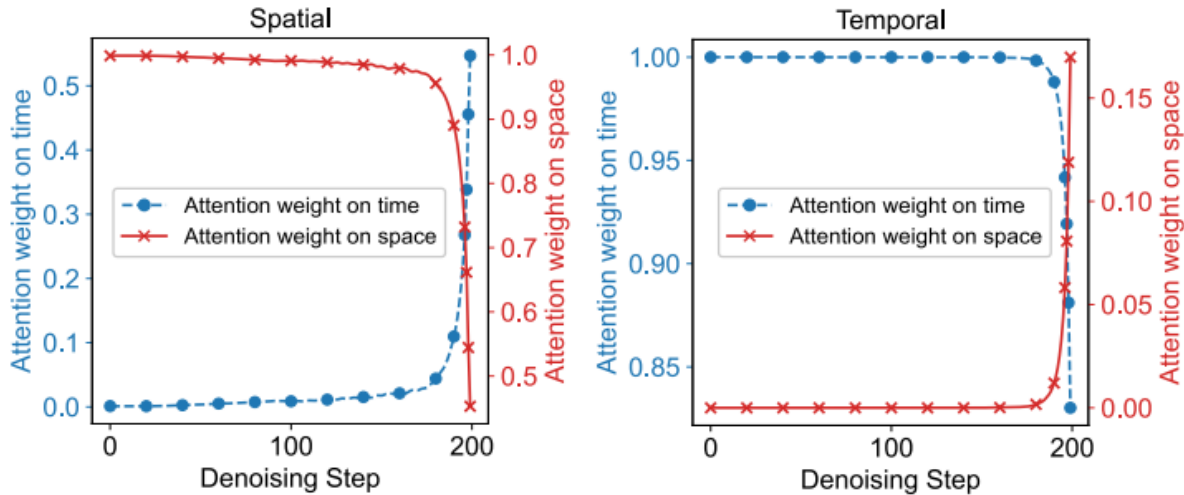 Spatial
Attention weight on time
0.5
0.4
0.3
0.2
0.1
0.0
Attention weight on time
Attention weight on space
1.0
0.9
0.8
0.7
0.6
0.5
Attention weight on space
0
100
200
Denoising Step
Temporal
Attention weight on time
1.00
0.95
0.90
0.85
Attention weight on time
Attention weight on space
0.15
0.10
0.05
0.00
Attention weight on space
0
100
200
Denoising Step